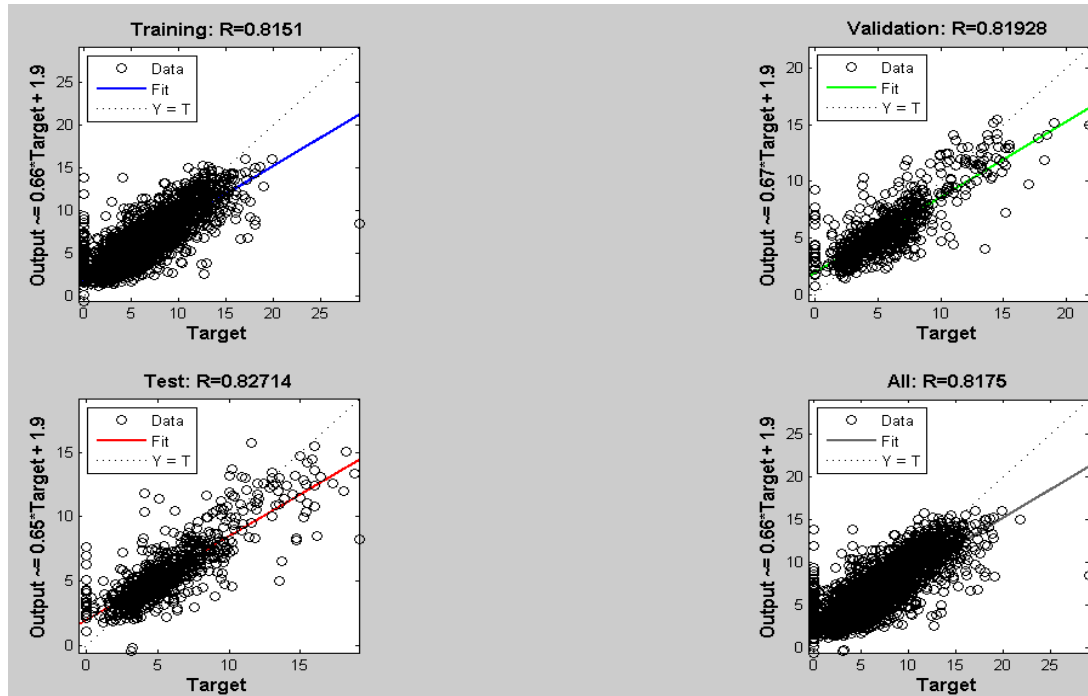 Training: R=0.8151
Output ~= 0.66*Target + 1.9
25
20
15
10
5
0
Data
Fit
Y = T
0 5 10 15 20 25
Target
Validation: R=0.81928
Output ~= 0.67*Target + 1.9
20
15
10
5
0
Data
Fit
Y = T
0 5 10 15 20
Target
Test: R=0.82714
Output ~= 0.65*Target + 1.9
15
10
5
0
Data
Fit
Y = T
0 5 10 15
Target
All: R=0.8175
Output ~= 0.66*Target + 1.9
25
20
15
10
5
0
Data
Fit
Y = T
0 5 10 15 20 25
Target